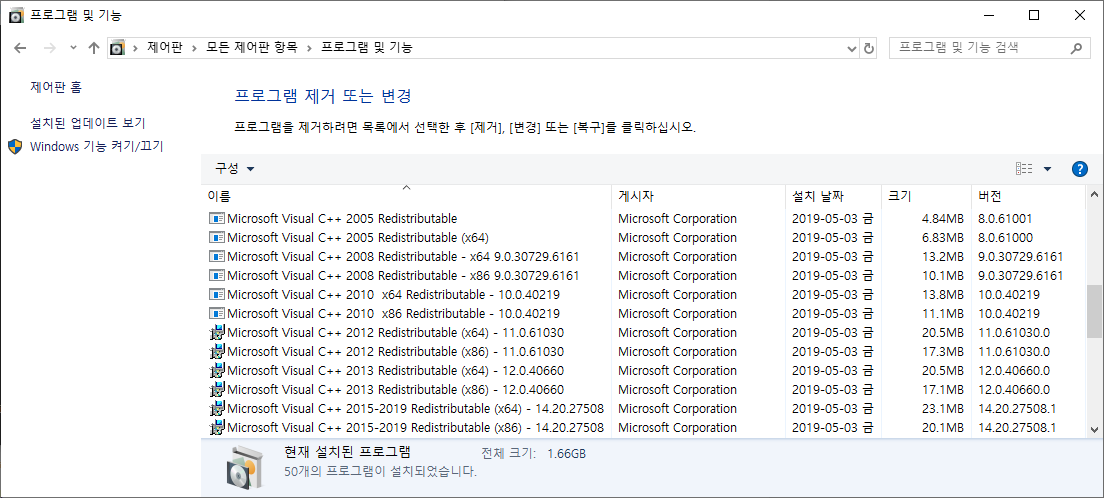 프로그램 및 기능
제어판 > 모든 제어판 항목 > 프로그램 및 기능
프로그램 및 기능 검색
제어판 홈
설치된 업데이트 보기
Windows 기능 켜기/끄기
프로그램 제거 또는 변경
프로그램을 제거하려면 목록에서 선택한 후 [제거], [변경] 또는 [복구]를 클릭하십시오.
구성
이름 게시자 설치 날짜 크기 버전
Microsoft Visual C++ 2005 Redistributable Microsoft Corporation 2019-05-03 금 4.84MB 8.0.61001
Microsoft Visual C++ 2005 Redistributable (x64) Microsoft Corporation 2019-05-03 금 6.83MB 8.0.61000
Microsoft Visual C++ 2008 Redistributable - x64 9.0.30729.6161 Microsoft Corporation 2019-05-03 금 13.2MB 9.0.30729.6161
Microsoft Visual C++ 2008 Redistributable - x86 9.0.30729.6161 Microsoft Corporation 2019-05-03 금 10.1MB 9.0.30729.6161
Microsoft Visual C++ 2010  x64 Redistributable - 10.0.40219 Microsoft Corporation 2019-05-03 금 13.8MB 10.0.40219
Microsoft Visual C++ 2010  x86 Redistributable - 10.0.40219 Microsoft Corporation 2019-05-03 금 11.1MB 10.0.40219
Microsoft Visual C++ 2012 Redistributable (x64) - 11.0.61030 Microsoft Corporation 2019-05-03 금 20.5MB 11.0.61030.0
Microsoft Visual C++ 2012 Redistributable (x86) - 11.0.61030 Microsoft Corporation 2019-05-03 금 17.3MB 11.0.61030.0
Microsoft Visual C++ 2013 Redistributable (x64) - 12.0.40660 Microsoft Corporation 2019-05-03 금 20.5MB 12.0.40660.0
Microsoft Visual C++ 2013 Redistributable (x86) - 12.0.40660 Microsoft Corporation 2019-05-03 금 17.1MB 12.0.40660.0
Microsoft Visual C++ 2015-2019 Redistributable (x64) - 14.20.27508 Microsoft Corporation 2019-05-03 금 23.1MB 14.20.27508.1
Microsoft Visual C++ 2015-2019 Redistributable (x86) - 14.20.27508 Microsoft Corporation 2019-05-03 금 20.1MB 14.20.27508.1
현재 설치된 프로그램 전체 크기: 1.66GB
50개의 프로그램이 설치되었습니다.